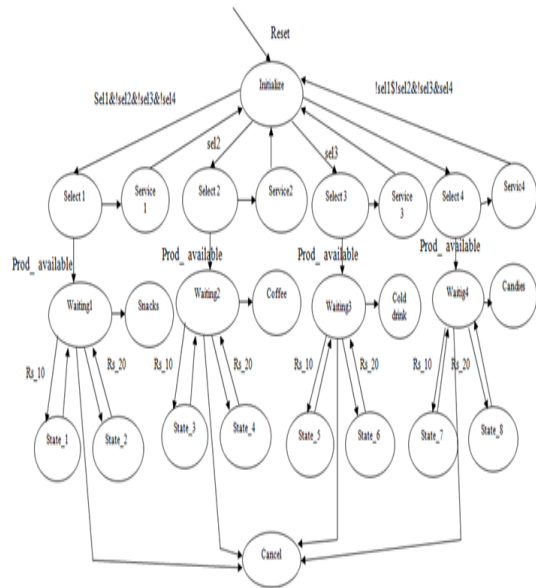 Reset
Initialize
Sel1&!sel2&!sel3&!sel4
!sel1$!sel2&!sel3&sel4
sel2
sel3
Select 1
Service
1
Select 2
Service2
Select 3
Service
3
Select 4
Servic4
Prod_ available
Prod_ available
Prod_ available
Prod_ available
Waiting1
Snacks
Waiting2
Coffee
Waiting3
Cold
drink
Waitig4
Candies
Rs_10
Rs_20
Rs_10
Rs_20
Rs_10
Rs_20
Rs_10
Rs_20
State_1
State_2
State_3
State_4
State_5
State_6
State_7
State_8
Cancel